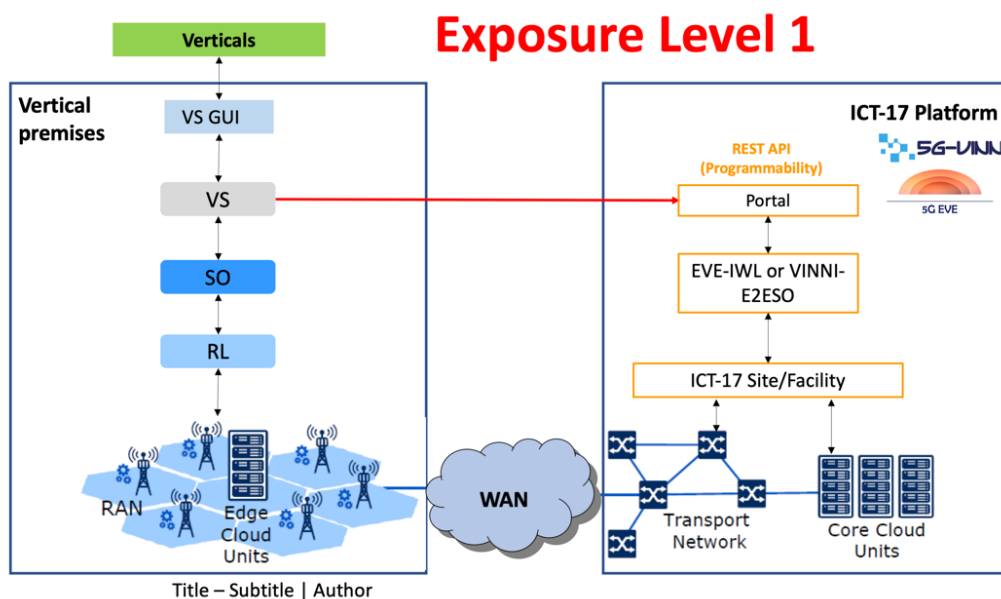 Exposure Level 1
Verticals
Vertical
premises
VS GUI
VS
SO
RL
RAN
Edge
Cloud
Units
WAN
ICT-17 Platform
5G-VINNI
5G EVE
REST API
(Programmability)
Portal
EVE-IWL or VINNI-
E2ESO
ICT-17 Site/Facility
Transport
Network
Core Cloud
Units
Title – Subtitle | Author